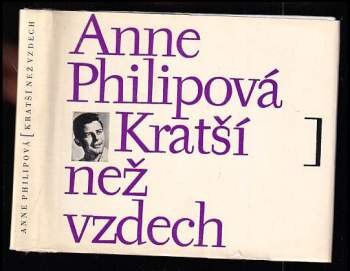 Anne
Philipová
Kratší
než
vzdech
ANNE PHILIPOVÁ [ KRATŠÍ NEŽ VZDECH
]